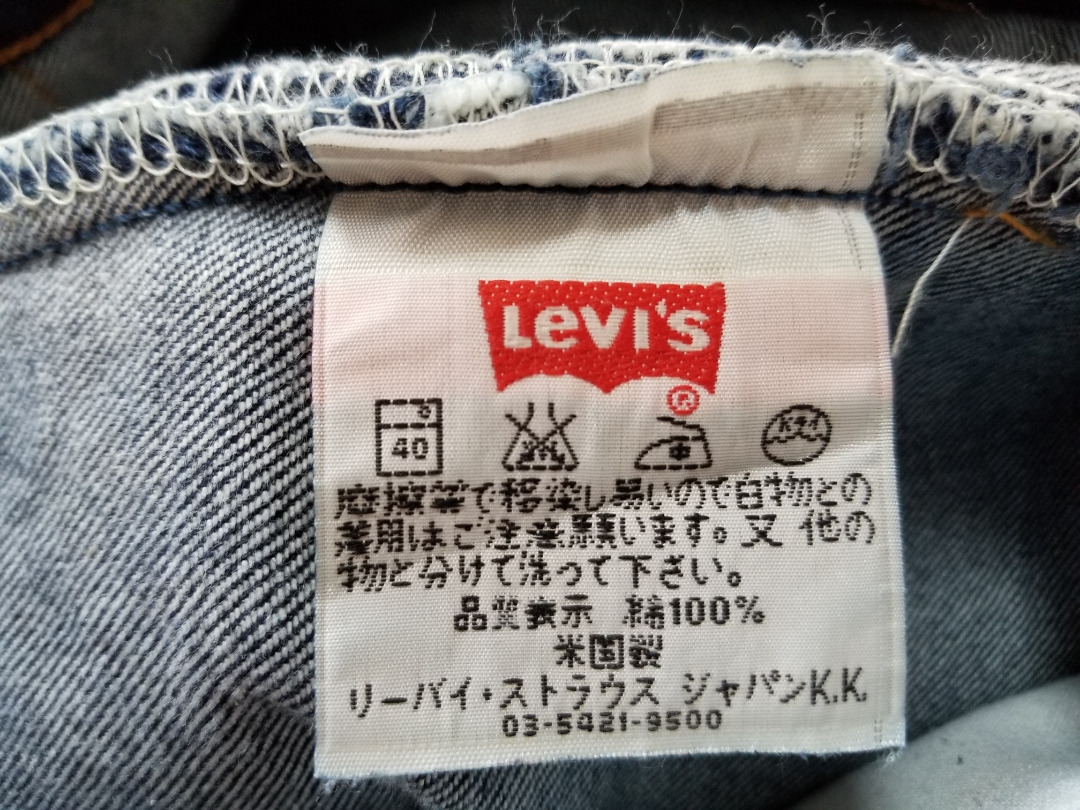 Levi's
®
40
摩擦等で移染し易いので白物との
着用はご注意願います。又 他の
物と分けて洗って下さい。
品質表示 綿100%
米国製
リーバイ・ストラウス ジャパンK.K.
03-5421-9500